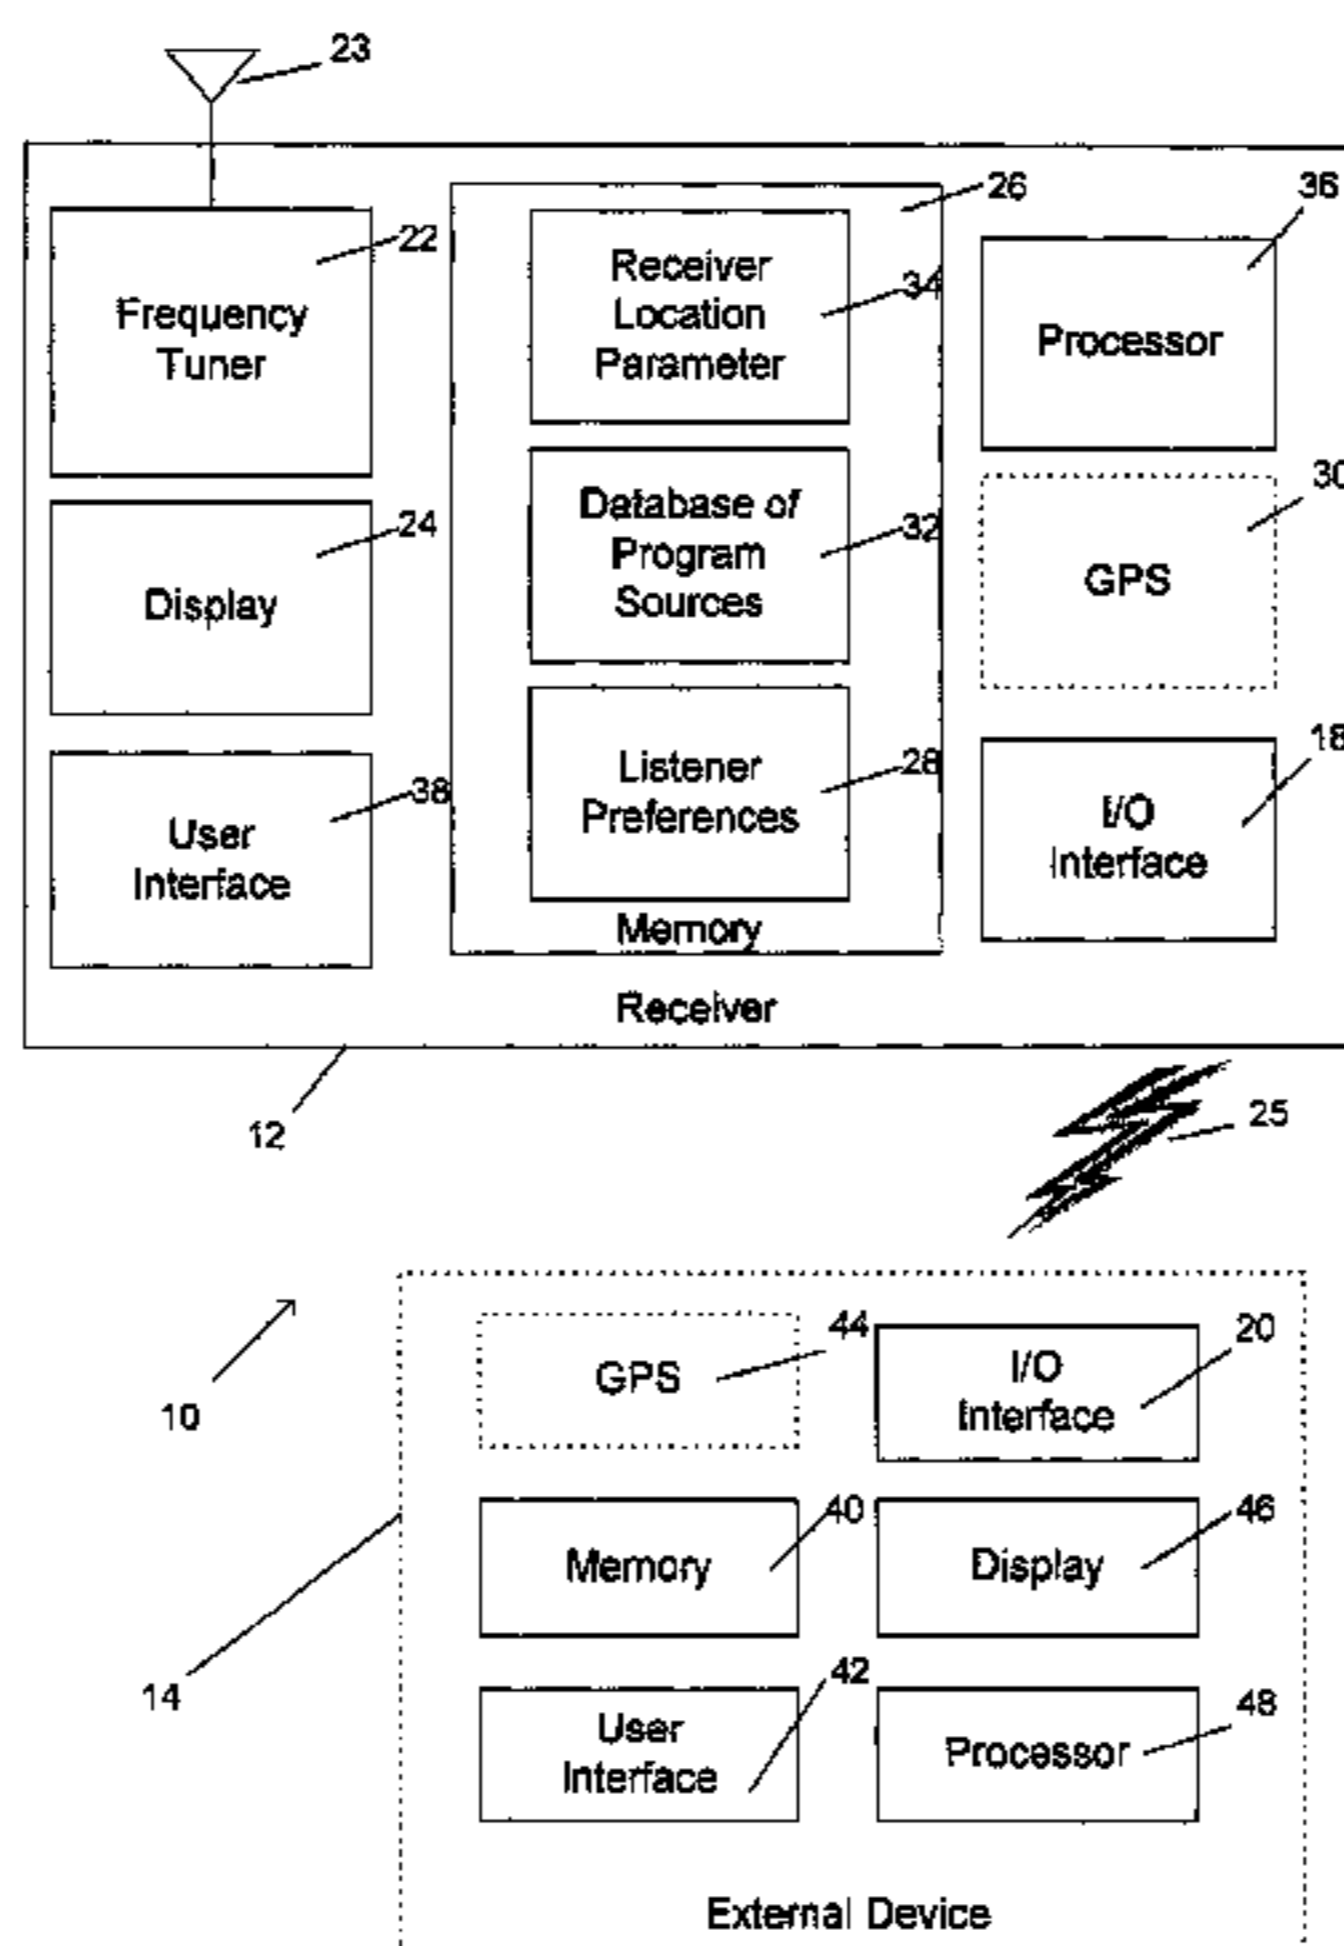 23
22
Frequency
Tuner
24
Display
38
User
Interface
26
Receiver
Location
Parameter
34
Database of
Program
Sources
32
Listener
Preferences
28
Memory
36
Processor
30
GPS
18
I/O
Interface
Receiver
12
25
10
14
GPS
44
I/O
Interface
20
Memory
40
Display
46
User
Interface
42
Processor
48
External Device